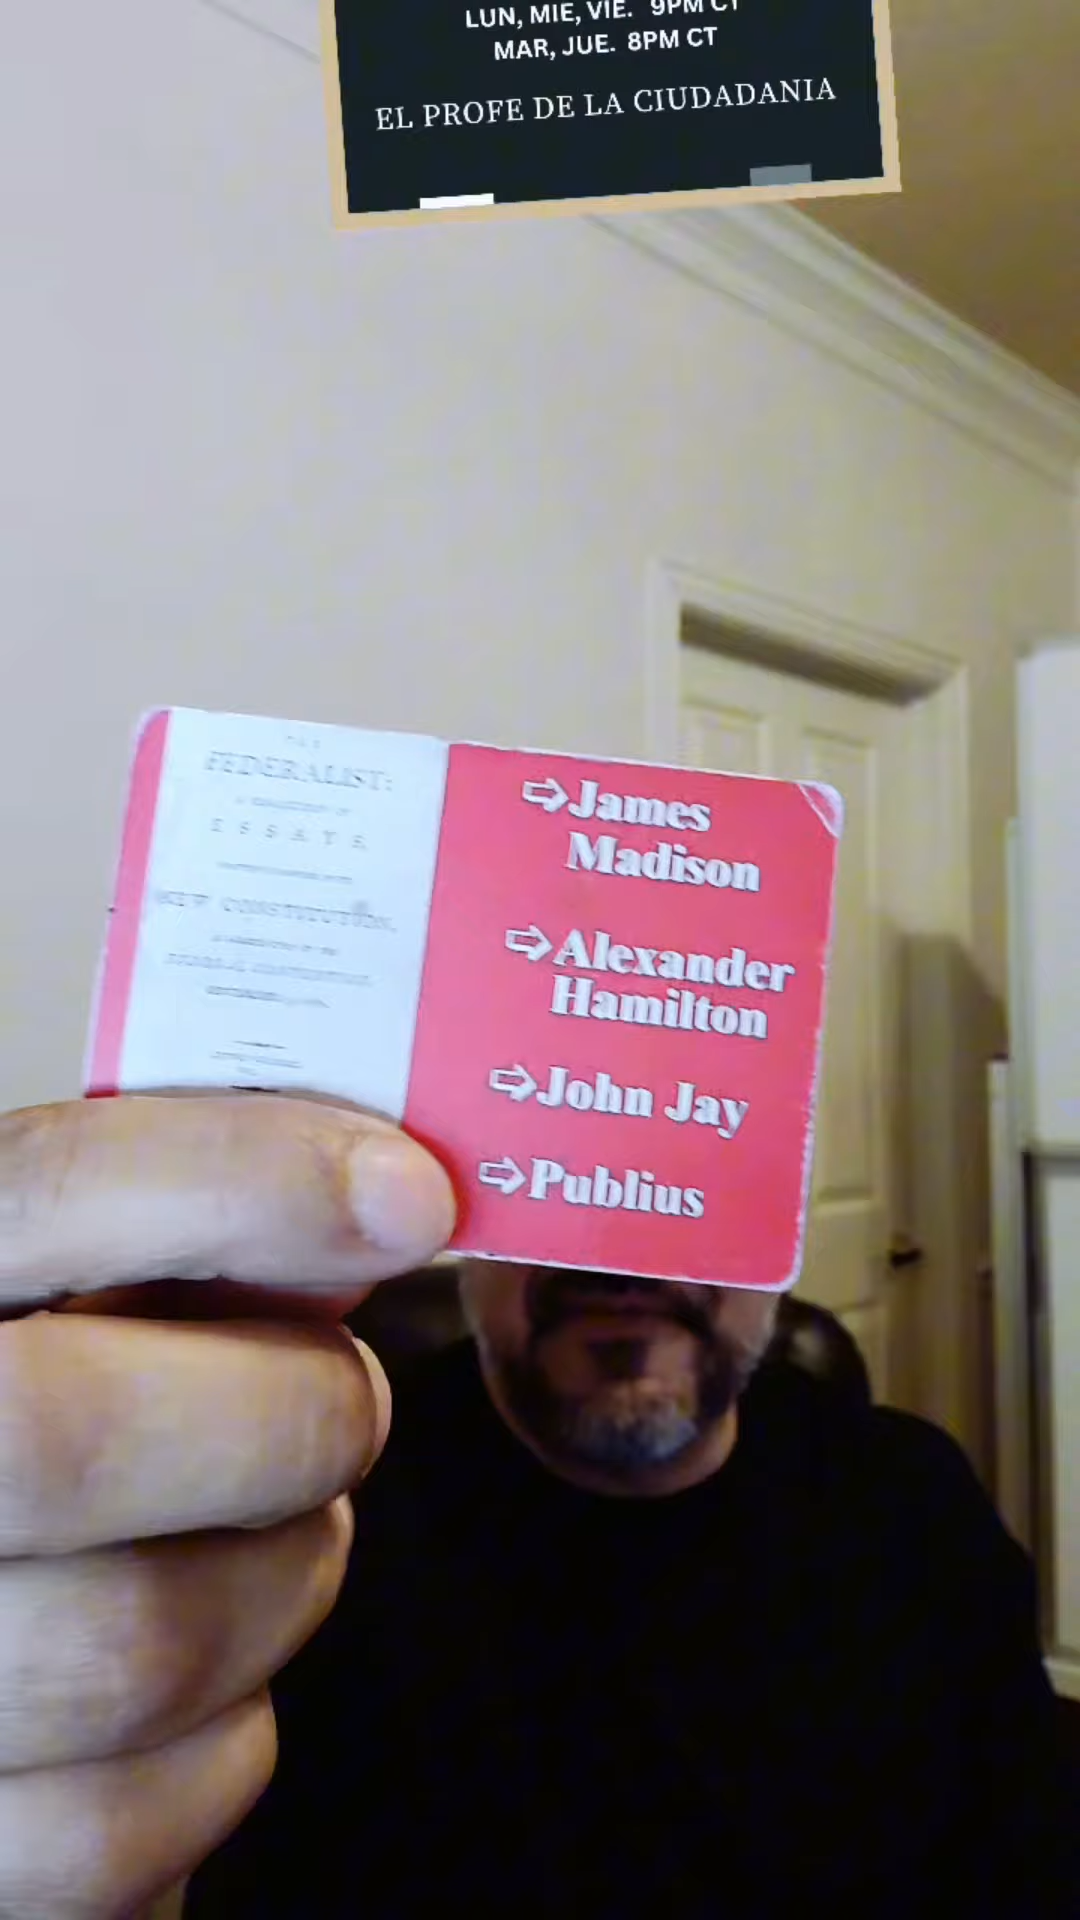 LUN, MIE, VIE. 9PM CT
MAR, JUE. 8PM CT
EL PROFE DE LA CIUDADANIA
THE
FEDERALIST:
ESSAYS
NEW CONSTITUTION,
⇨James
Madison
⇨Alexander
Hamilton
⇨John Jay
⇨Publius